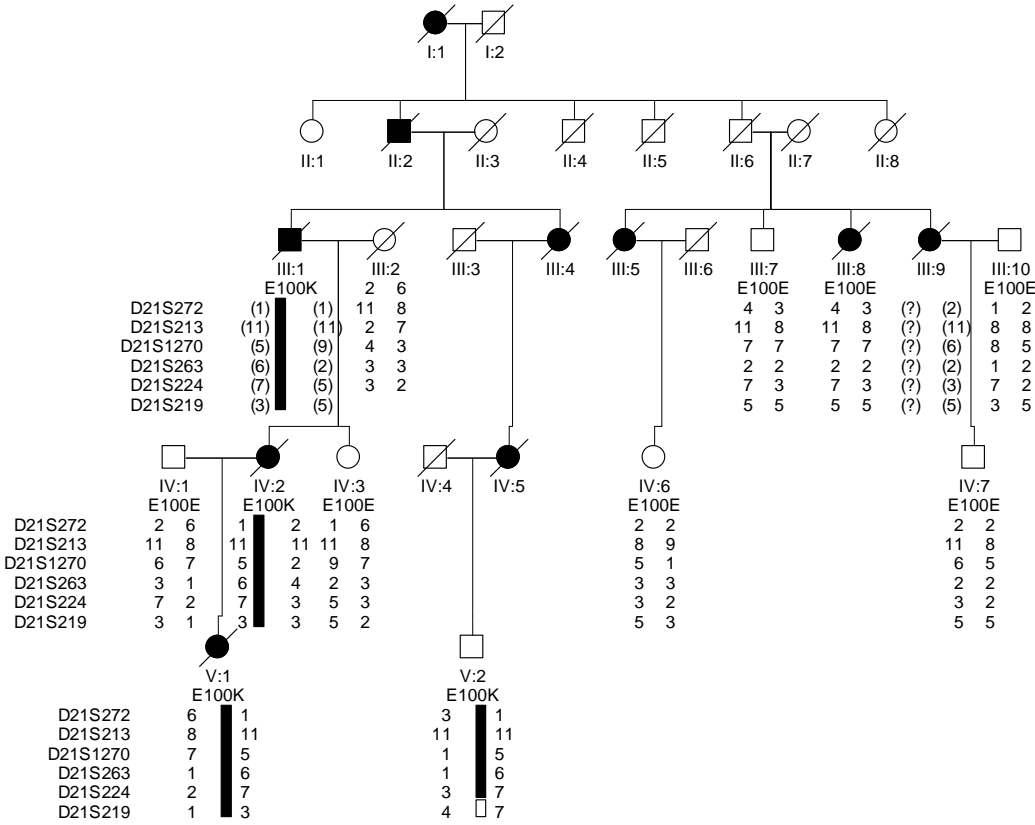 I:1 I:2
II:1 II:2 II:3 II:4 II:5 II:6 II:7 II:8
III:1 III:2 III:3 III:4 III:5 III:6 III:7 III:8 III:9 III:10
E100K 2 6 E100E E100E E100E
D21S272 (1) (1) 11 8 4 3 4 3 (?) (2) 1 2
D21S213 (11) (11) 2 7 11 8 11 8 (?) (11) 8 8
D21S1270 (5) (9) 4 3 7 7 7 7 (?) (6) 8 5
D21S263 (6) (2) 3 3 2 2 2 2 (?) (2) 1 2
D21S224 (7) (5) 3 2 7 3 7 3 (?) (3) 7 2
D21S219 (3) (5) 5 5 5 5 (?) (5) 3 5
IV:1 IV:2 IV:3 IV:4 IV:5 IV:6 IV:7
E100E E100K E100E E100E E100E
D21S272 2 6 1 2 1 6 2 2 2 2
D21S213 11 8 11 11 11 8 8 9 11 8
D21S1270 6 7 5 2 9 7 5 1 6 5
D21S263 3 1 6 4 2 3 3 3 2 2
D21S224 7 2 7 3 5 3 3 2 3 2
D21S219 3 1 3 3 5 2 5 3 5 5
V:1 V:2
E100K E100K
D21S272 6 1 3 1
D21S213 8 11 11 11
D21S1270 7 5 1 5
D21S263 1 6 1 6
D21S224 2 7 3 7
D21S219 1 3 4 7